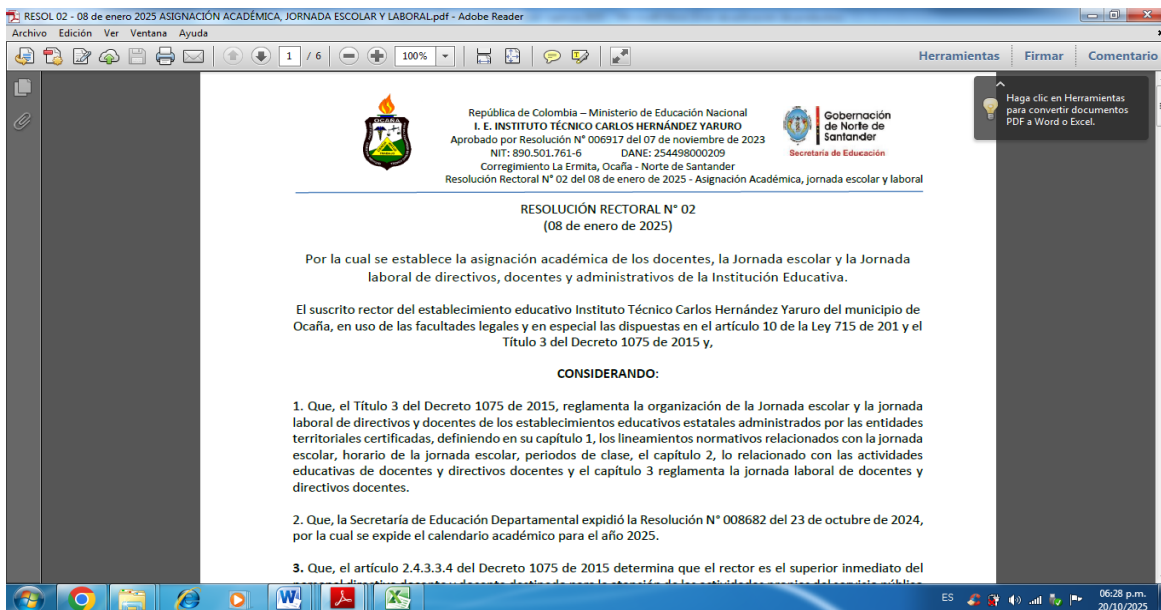 RESOL 02 - 08 de enero 2025 ASIGNACIÓN ACADÉMICA, JORNADA ESCOLAR Y LABORAL.pdf - Adobe Reader
Archivo Edición Ver Ventana Ayuda
1 / 6 100% Herramientas Firmar Comentario
Haga clic en Herramientas
para convertir documentos
PDF a Word o Excel.
OCAÑA
República de Colombia – Ministerio de Educación Nacional
I. E. INSTITUTO TÉCNICO CARLOS HERNÁNDEZ YARURO
Aprobado por Resolución N° 006917 del 07 de noviembre de 2023
NIT: 890.501.761-6 DANE: 254498000209
Corregimiento La Ermita, Ocaña - Norte de Santander
Resolución Rectoral N° 02 del 08 de enero de 2025 - Asignación Académica, jornada escolar y laboral
Gobernación
de Norte de
Santander
Secretaría de Educación
RESOLUCIÓN RECTORAL N° 02
(08 de enero de 2025)
Por la cual se establece la asignación académica de los docentes, la Jornada escolar y la Jornada
laboral de directivos, docentes y administrativos de la Institución Educativa.
El suscrito rector del establecimiento educativo Instituto Técnico Carlos Hernández Yaruro del municipio de
Ocaña, en uso de las facultades legales y en especial las dispuestas en el artículo 10 de la Ley 715 de 201 y el
Título 3 del Decreto 1075 de 2015 y,
CONSIDERANDO:
1. Que, el Título 3 del Decreto 1075 de 2015, reglamenta la organización de la Jornada escolar y la jornada
laboral de directivos y docentes de los establecimientos educativos estatales administrados por las entidades
territoriales certificadas, definiendo en su capítulo 1, los lineamientos normativos relacionados con la jornada
escolar, horario de la jornada escolar, periodos de clase, el capítulo 2, lo relacionado con las actividades
educativas de docentes y directivos docentes y el capítulo 3 reglamenta la jornada laboral de docentes y
directivos docentes.
2. Que, la Secretaría de Educación Departamental expidió la Resolución N° 008682 del 23 de octubre de 2024,
por la cual se expide el calendario académico para el año 2025.
3. Que, el artículo 2.4.3.3.4 del Decreto 1075 de 2015 determina que el rector es el superior inmediato del
ES 06:28 p.m.
20/10/2025